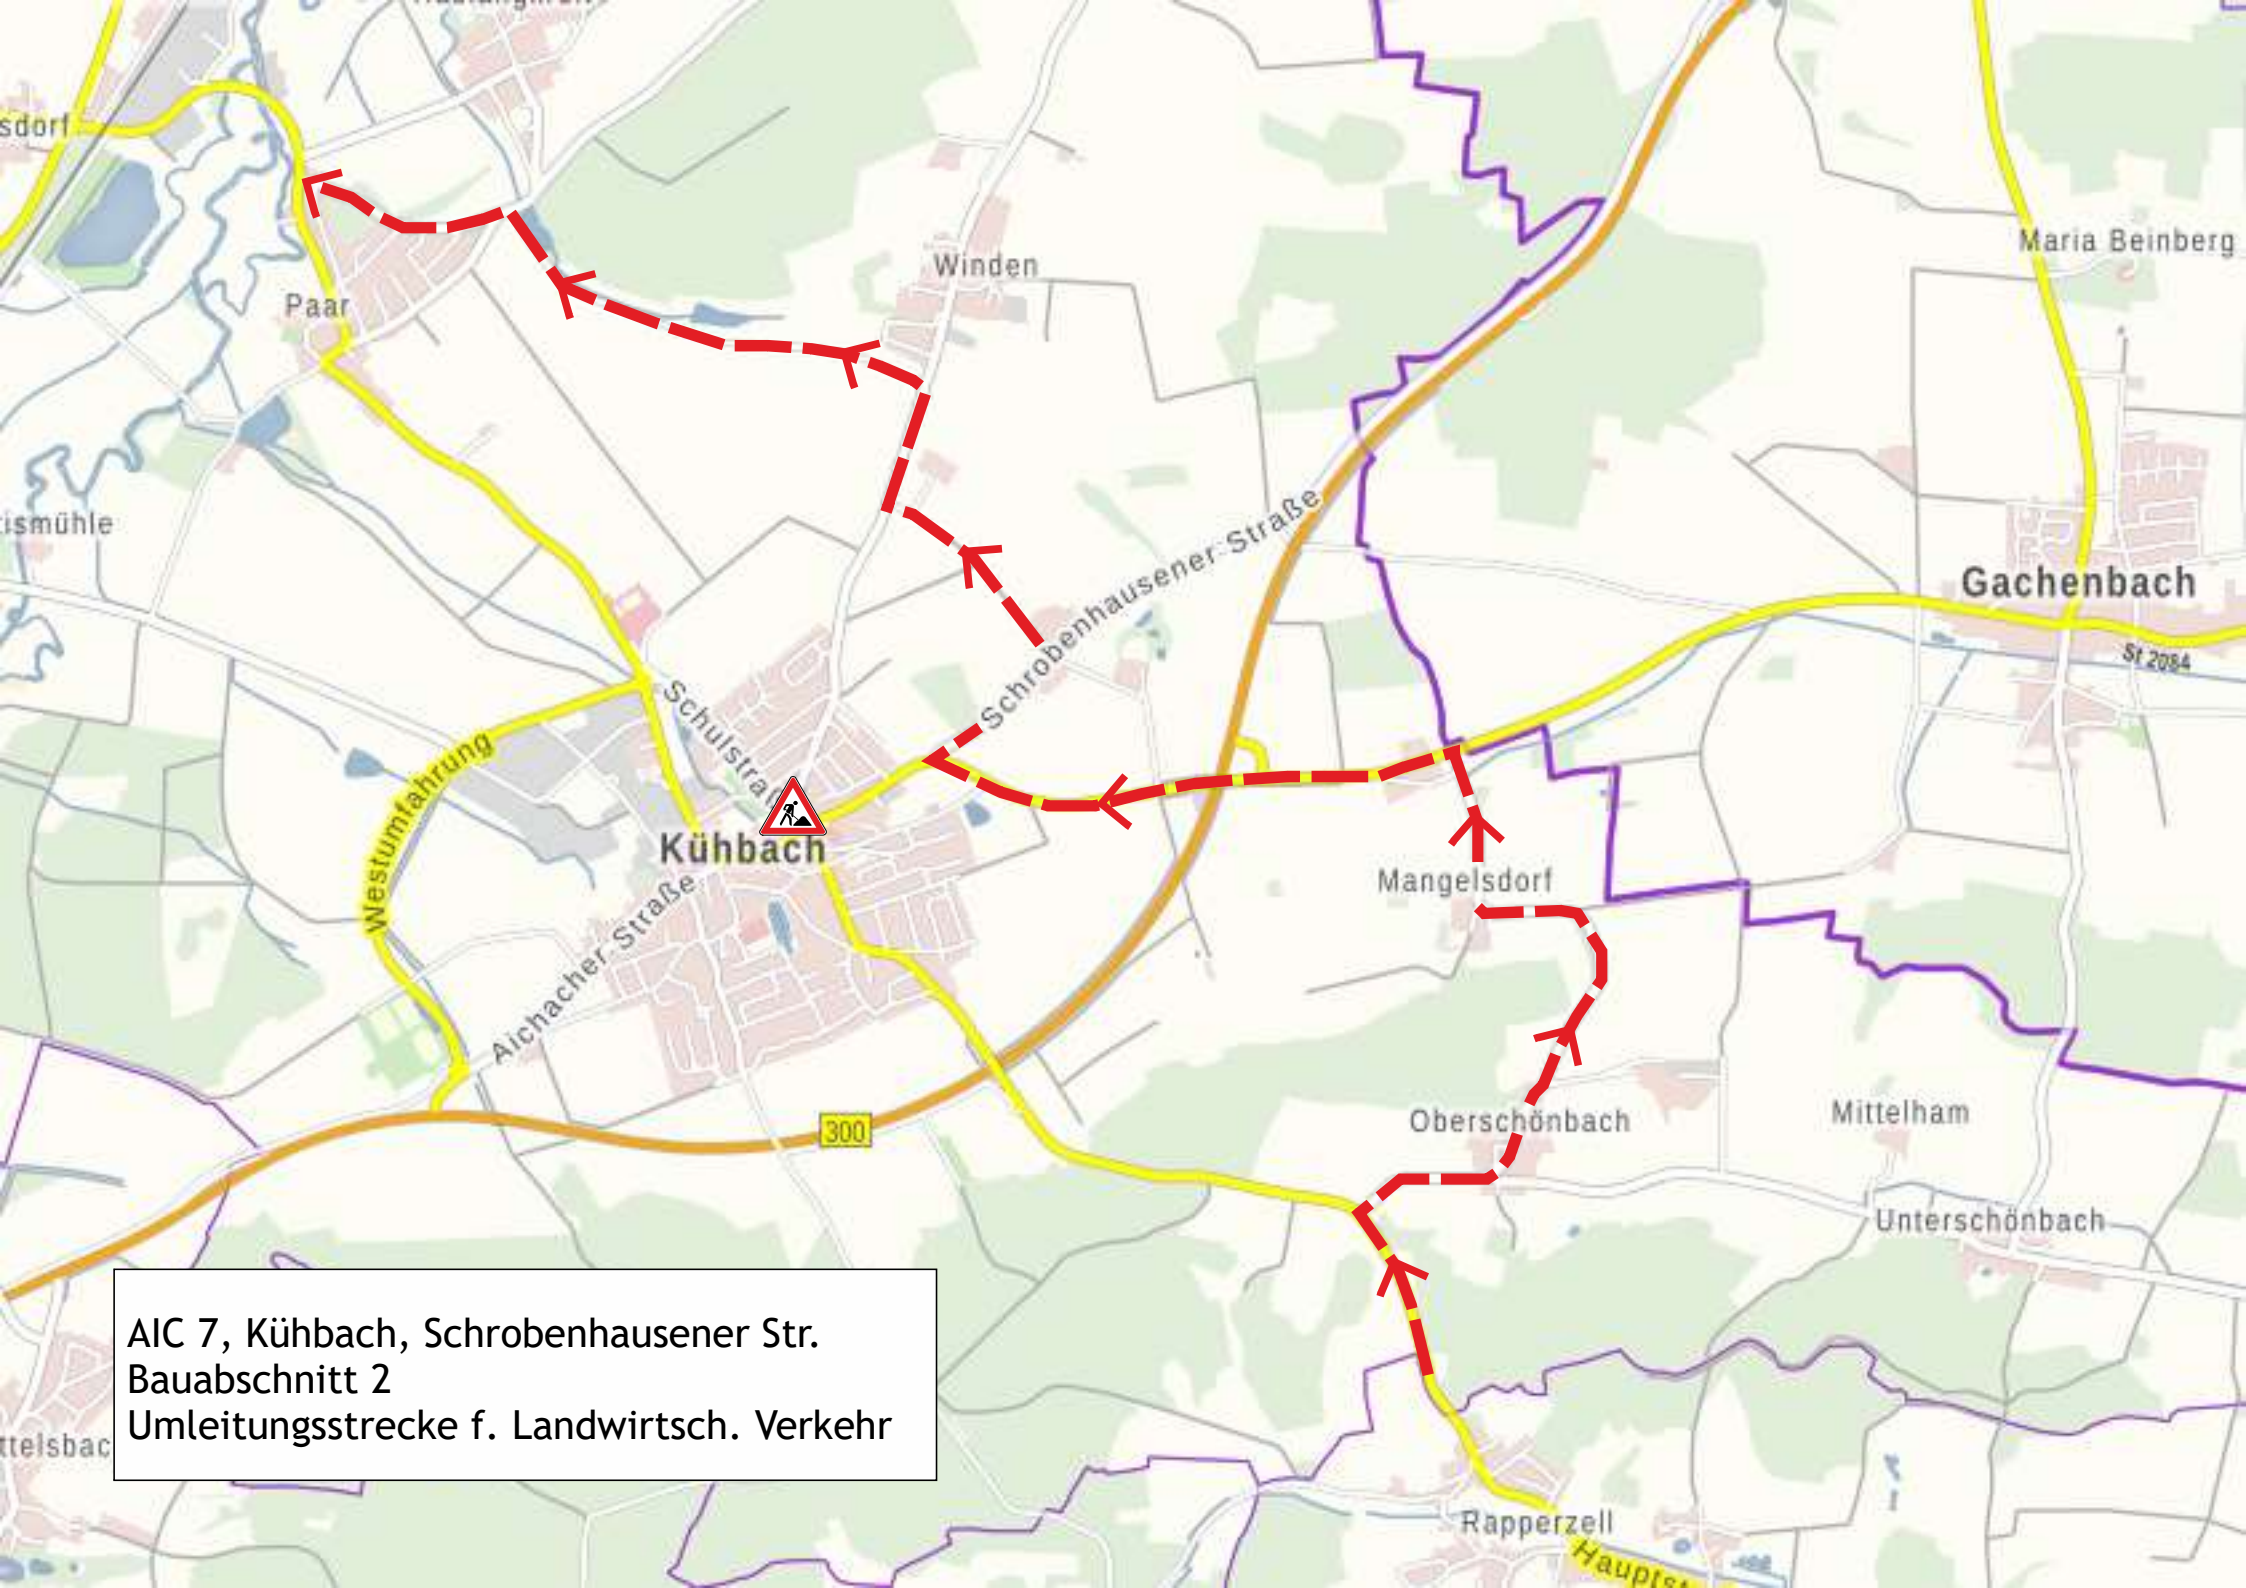 sdorf
Maria Beinberg
Winden
Paar
ismühle
Schrobenhausener-Straße
Gachenbach
St 2084
Schulstraß
Westumfahrung
Kühbach
Mangelsdorf
Aichacher-Straße
300
Oberschönbach
Mittelham
Unterschönbach
AIC 7, Kühbach, Schrobenhausener Str.
Bauabschnitt 2
Umleitungsstrecke f. Landwirtsch. Verkehr
ttelsbac
Rapperzell
Hauptst